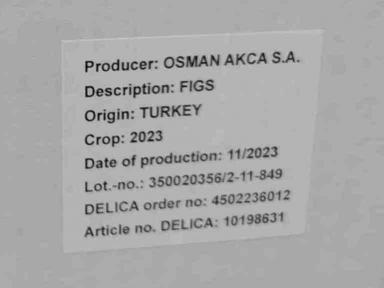 Producer: OSMAN AKCA S.A.
Description: FIGS
Origin: TURKEY
Crop: 2023
Date of production: 11/2023
Lot.-no.: 350020356/2-11-849
DELICA order no: 4502236012
Article no. DELICA: 10198631